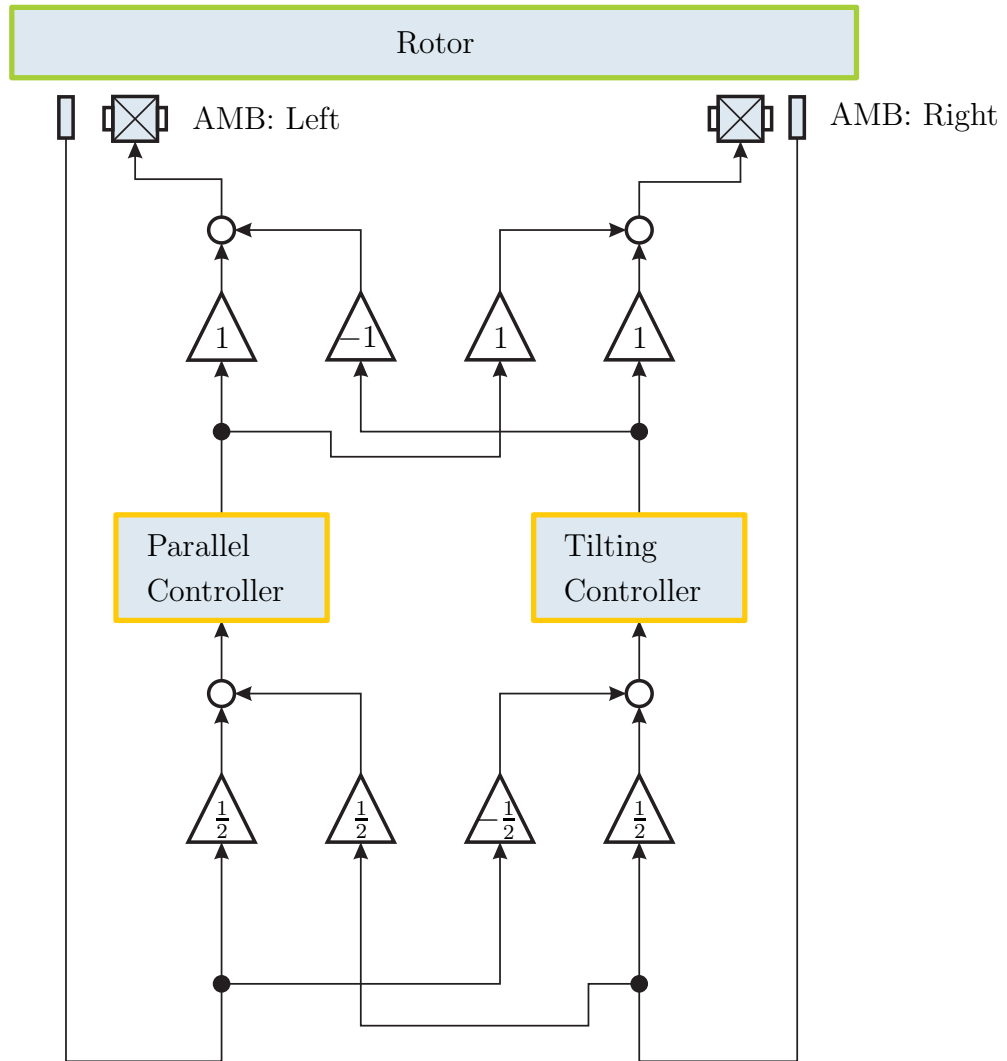 Rotor
AMB: Left
AMB: Right
1
−1
1
1
Parallel
Controller
Tilting
Controller
1/2
1/2
−1/2
1/2